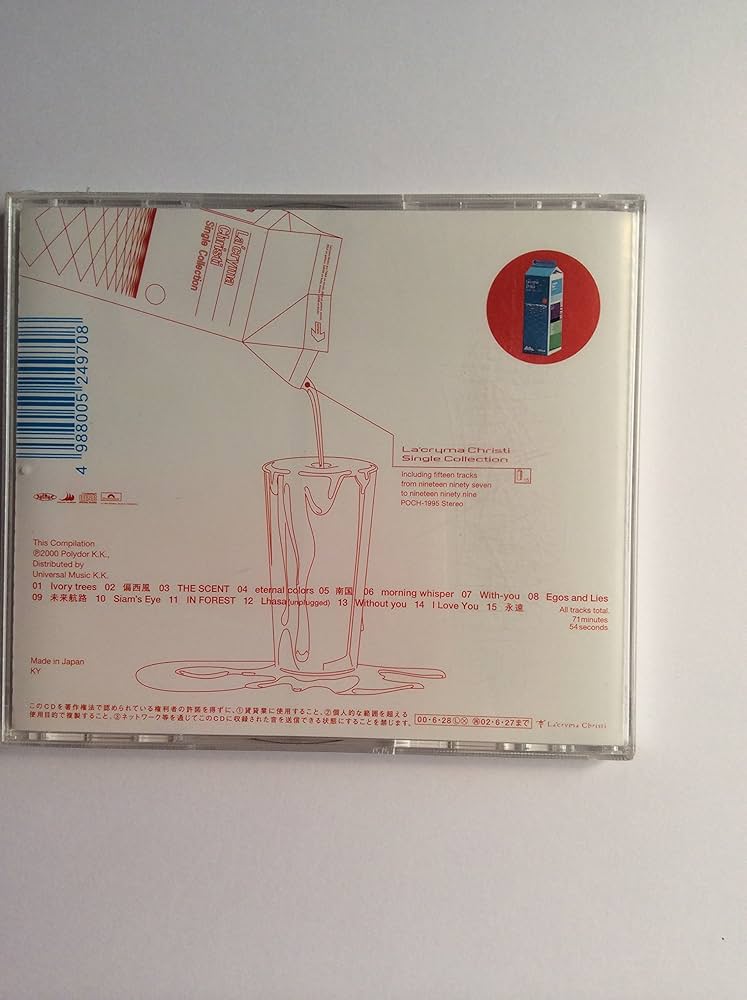 La'cryma
Christi
Single Collection
4 988005 249708
La'cryma Christi
Single Collection
including fifteen tracks
from nineteen ninety seven
to nineteen ninety nine
POCH-1995 Stereo
This Compilation
℗2000 Polydor K.K.,
Distributed by
Universal Music K.K.
01 Ivory trees 02 偏西風 03 THE SCENT 04 eternal colors 05 南国 06 morning whisper 07 With-you 08 Egos and Lies
09 未来航路 10 Siam's Eye 11 IN FOREST 12 Lhasa (unplugged) 13 Without you 14 I Love You 15 永遠
All tracks total.
71minutes
54seconds
Made in Japan
KY
このCDを著作権法で認められている権利者の許諾を得ずに、①賃貸業に使用すること、②個人的な範囲を超える
使用目的で複製すること、③ネットワーク等を通じてこのCDに収録された音を送信できる状態にすることを禁じます。
00・6・28 Ⓛ Ⓧ ㊕02・6・27まで
La'cryma Christi